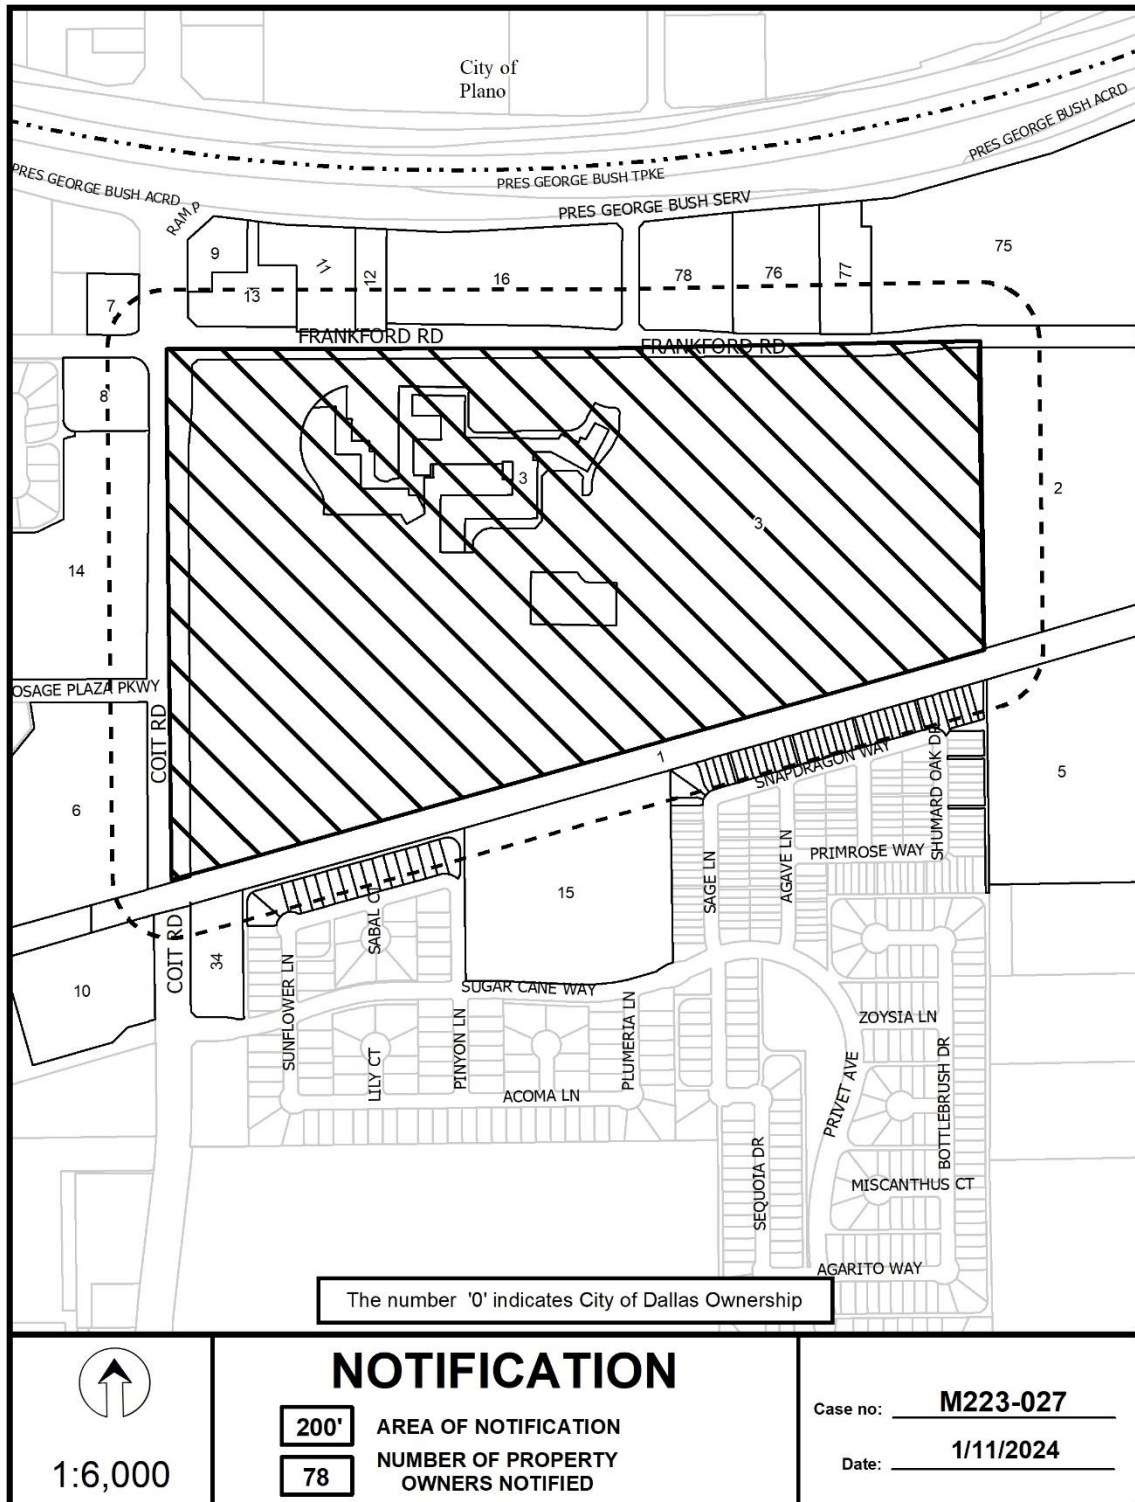 City of
Plano
PRES GEORGE BUSH ACRD
PRES GEORGE BUSH TPKE
PRES GEORGE BUSH ACRD
PRES GEORGE BUSH SERV
RAMP
9
11
12
13
16
78
76
77
75
7
FRANKFORD RD
FRANKFORD RD
8
3
3
2
14
OSAGE PLAZA PKWY
COIT RD
1
SNAPDRAGON WAY
SHUMARD OAK DR
5
6
PRIMROSE WAY
SAGE LN
AGAVE LN
15
COIT RD
34
10
SUNFLOWER LN
SABAL CT
SUGAR CANE WAY
ZOYSIA LN
LILY CT
PINYON LN
PLUMERIA LN
ACOMA LN
PRIVET AVE
BOTTLEBRUSH DR
SEQUOIA DR
MISCANTHUS CT
AGARITO WAY
The number '0' indicates City of Dallas Ownership
1:6,000
NOTIFICATION
200' AREA OF NOTIFICATION
78 NUMBER OF PROPERTY
OWNERS NOTIFIED
Case no: M223-027
Date: 1/11/2024